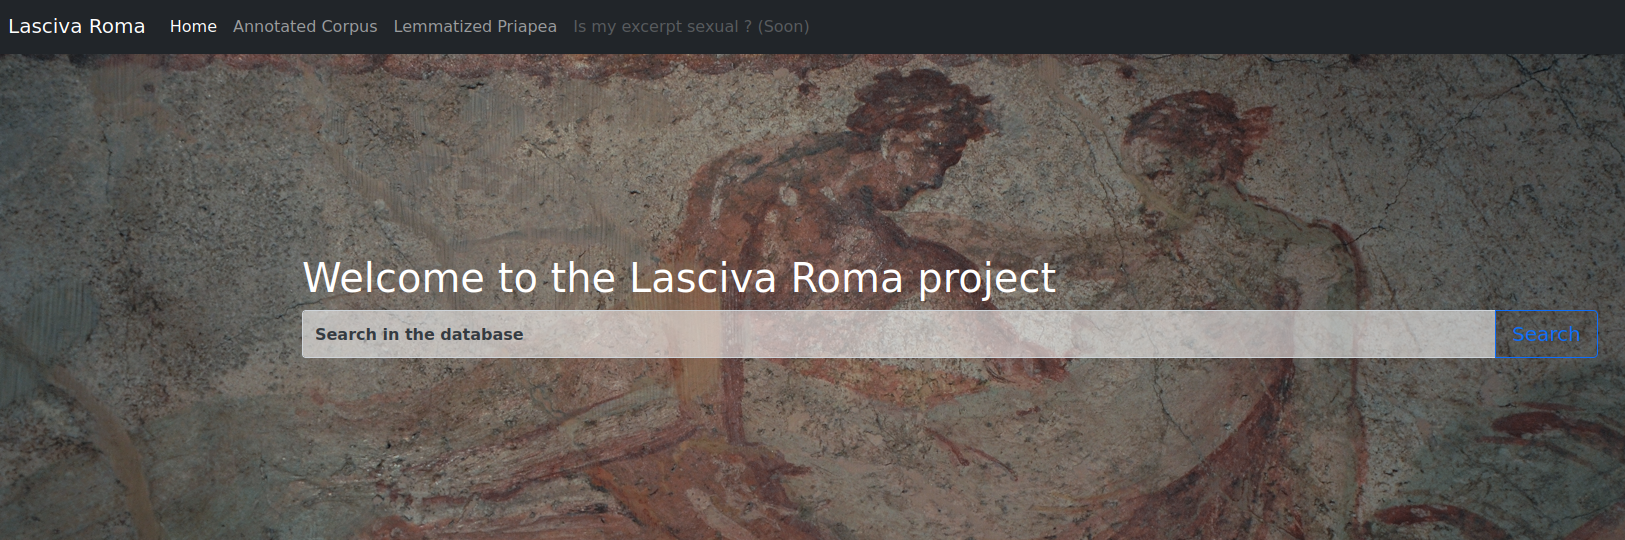 Lasciva Roma Home Annotated Corpus Lemmatized Priapea Is my excerpt sexual ? (Soon)
Welcome to the Lasciva Roma project
Search in the database Search